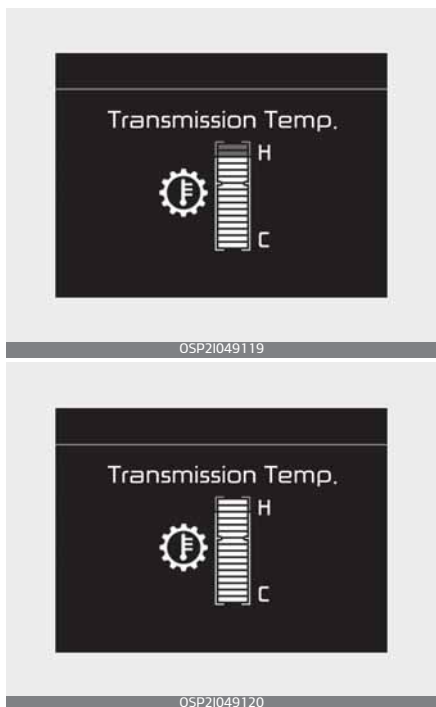 Transmission Temp.
H
C
OSP2I049119
Transmission Temp.
H
C
OSP2I049120